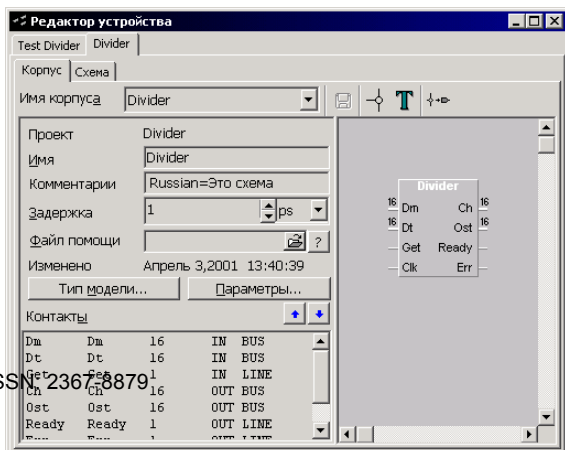 Редактор устройства
Test Divider Divider
Корпус Схема
Имя корпуса Divider
T
Проект Divider
Имя Divider
Комментарии Russian=Это схема
Задержка 1 ps
Файл помощи ?
Изменено Апрель 3,2001 13:40:39
Тип модели... Параметры...
Контакты
Dm Dm 16 IN BUS
Dt Dt 16 IN BUS
Get Get 1 IN LINE
SSN: 2367-8879
Ch Ch 16 OUT BUS
Ost Ost 16 OUT BUS
Ready Ready 1 OUT LINE
Divider
16 Dm Ch 16
16 Dt Ost 16
Get Ready
Clk Err